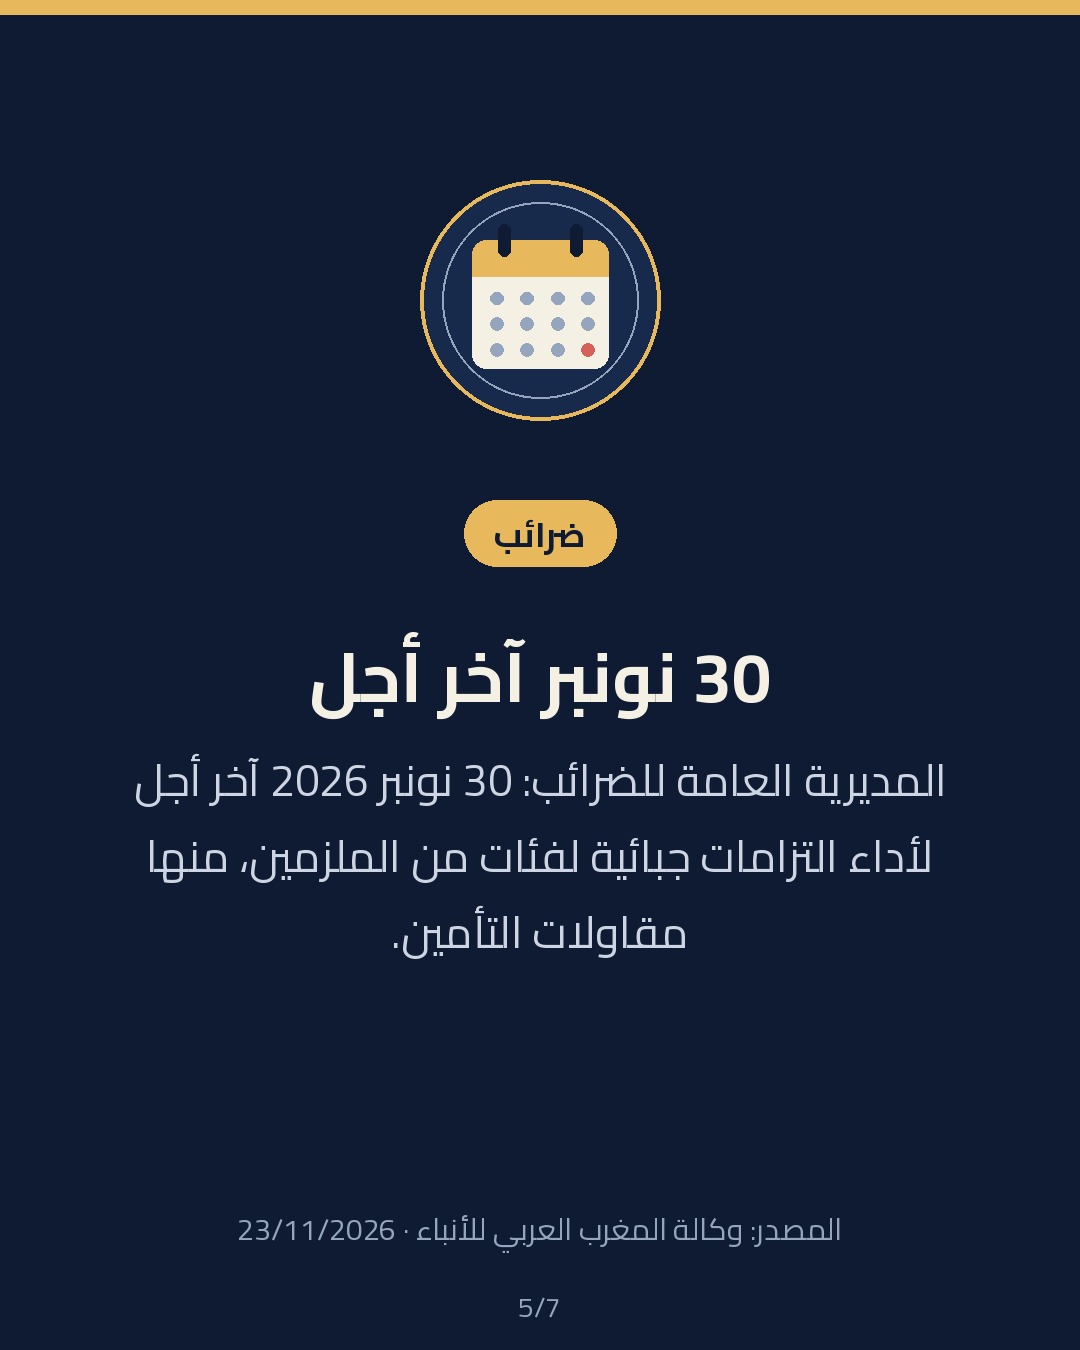 ضرائب
30 نونبر آخر أجل
المديرية العامة للضرائب: 30 نونبر 2026 آخر أجل
لأداء التزامات جبائية لفئات من الملزمين، منها
مقاولات التأمين.
المصدر: وكالة المغرب العربي للأنباء · 23/11/2026
5/7